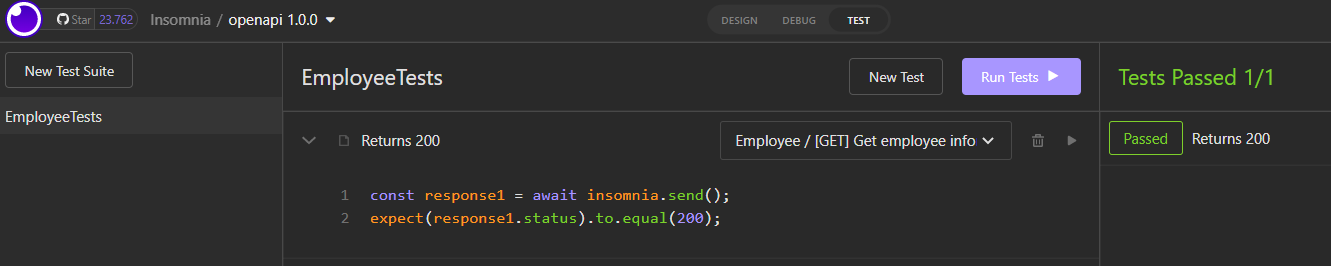 Star 23.762 Insomnia / openapi 1.0.0 DESIGN DEBUG TEST
New Test Suite
EmployeeTests
EmployeeTests New Test Run Tests
Returns 200 Employee / [GET] Get employee info
1 const response1 = await insomnia.send();
2 expect(response1.status).to.equal(200);
Tests Passed 1/1
Passed Returns 200